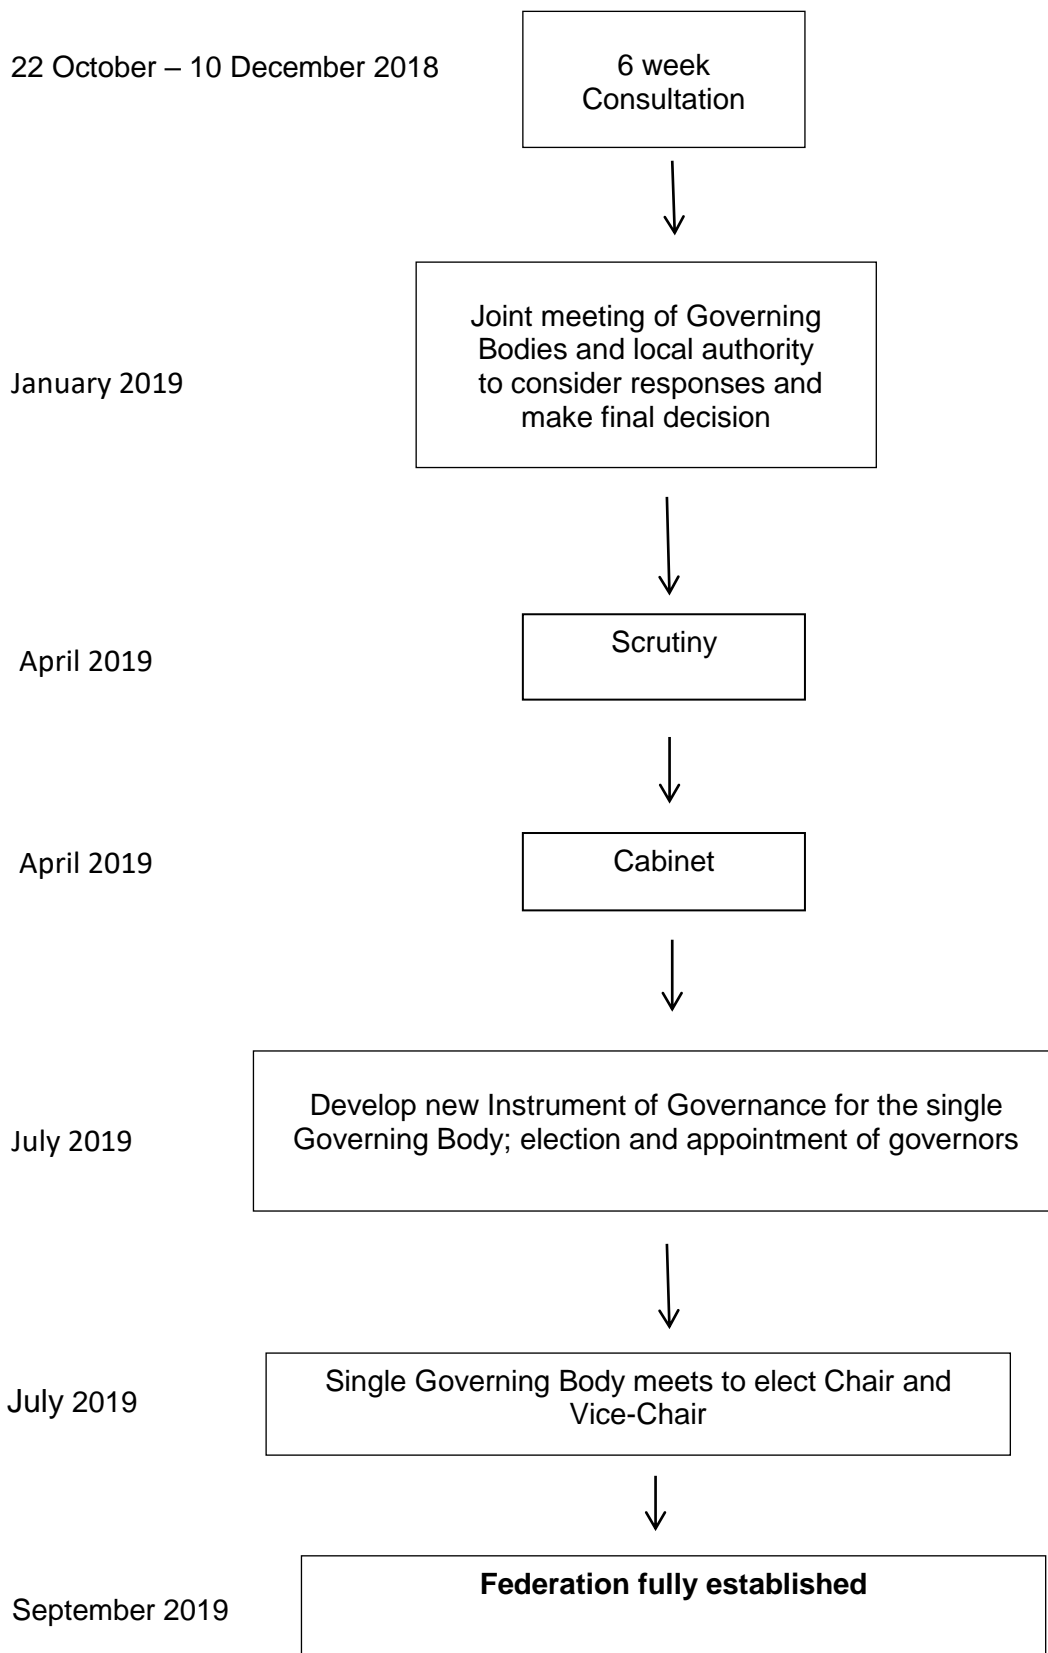 22 October – 10 December 2018
6 week
Consultation
January 2019
Joint meeting of Governing
Bodies and local authority
to consider responses and
make final decision
April 2019
Scrutiny
April 2019
Cabinet
July 2019
Develop new Instrument of Governance for the single
Governing Body; election and appointment of governors
July 2019
Single Governing Body meets to elect Chair and
Vice-Chair
September 2019
Federation fully established